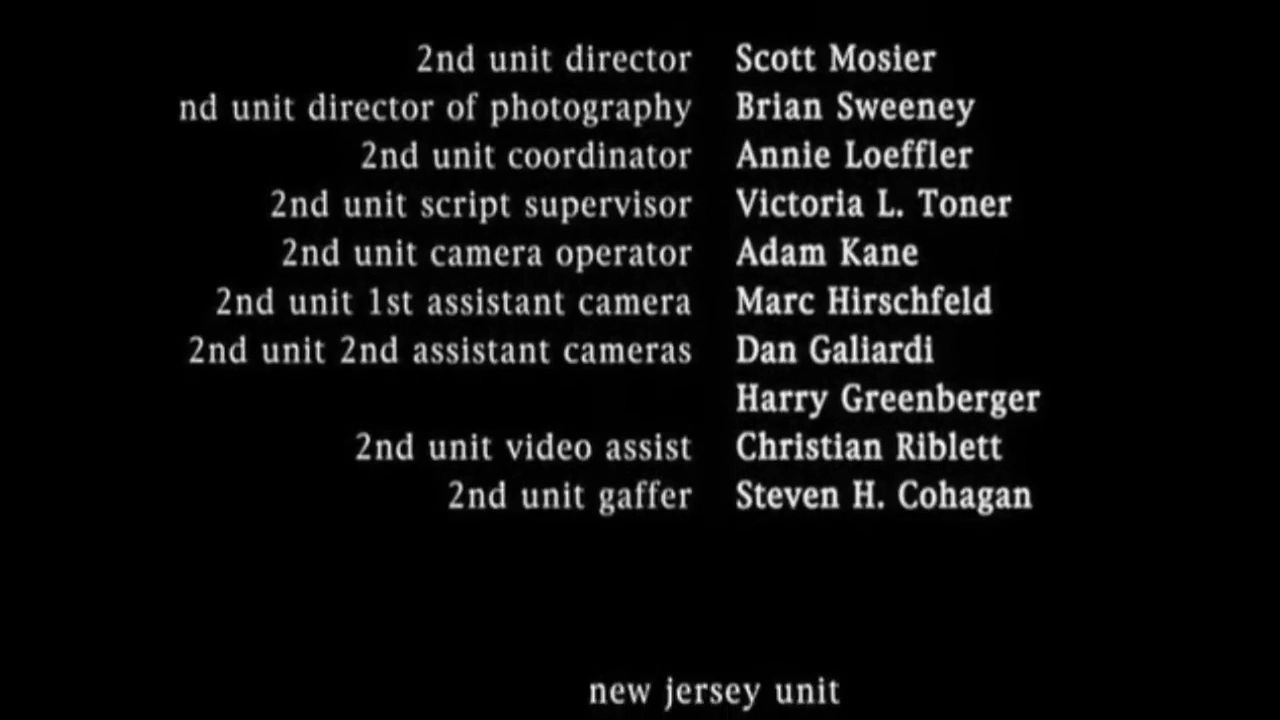 2nd unit director Scott Mosier
nd unit director of photography Brian Sweeney
2nd unit coordinator Annie Loeffler
2nd unit script supervisor Victoria L. Toner
2nd unit camera operator Adam Kane
2nd unit 1st assistant camera Marc Hirschfeld
2nd unit 2nd assistant cameras Dan Galiardi
Harry Greenberger
2nd unit video assist Christian Riblett
2nd unit gaffer Steven H. Cohagan
new jersey unit